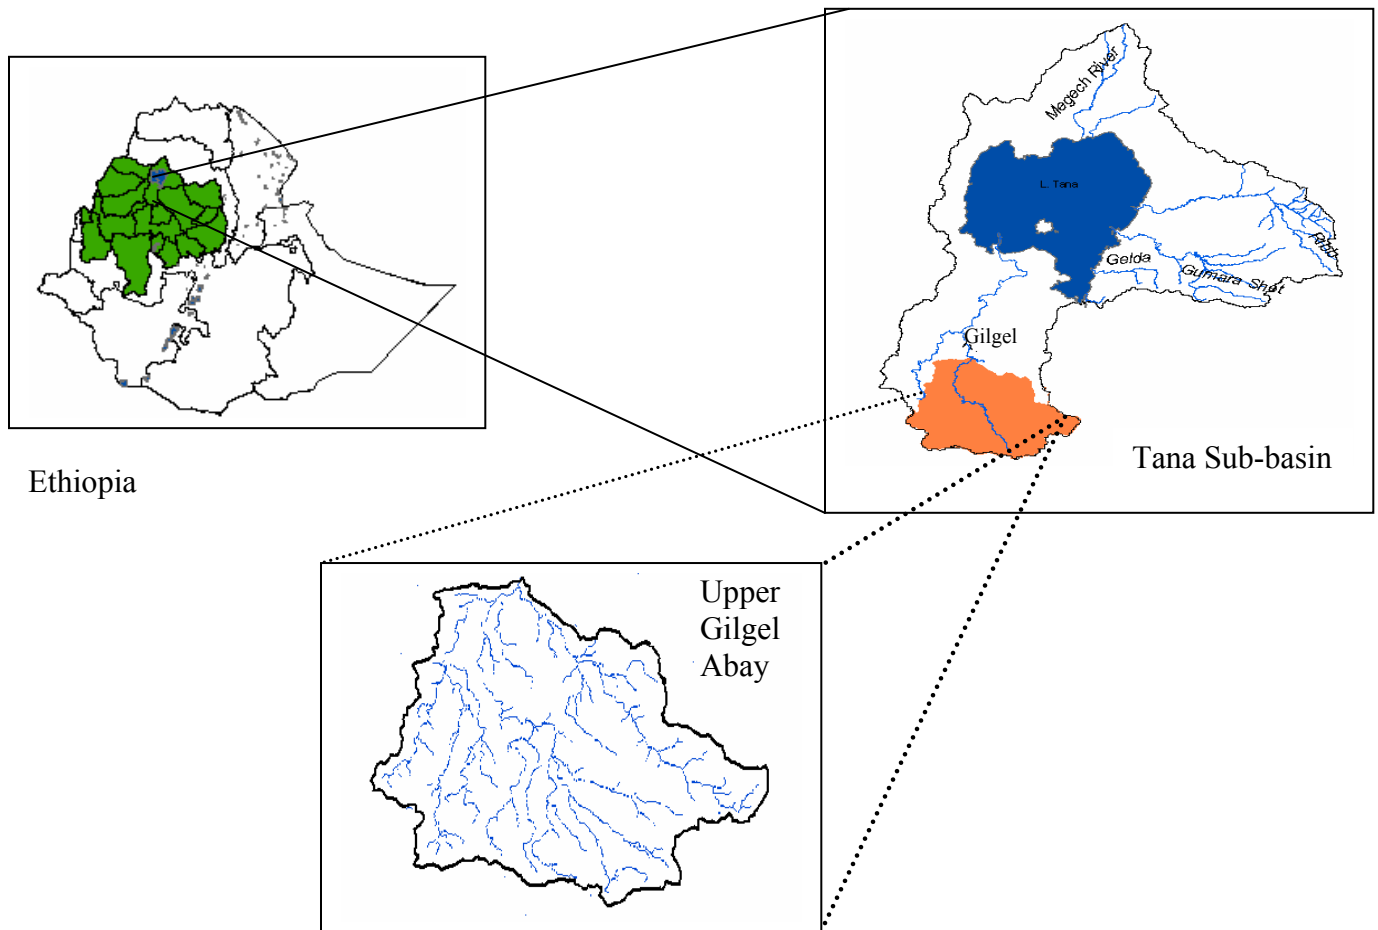 Megech River
L. Tana
Ribb
Gelda
Gumara Shet
Gilgel
Tana Sub-basin
Ethiopia
Upper
Gilgel
Abay